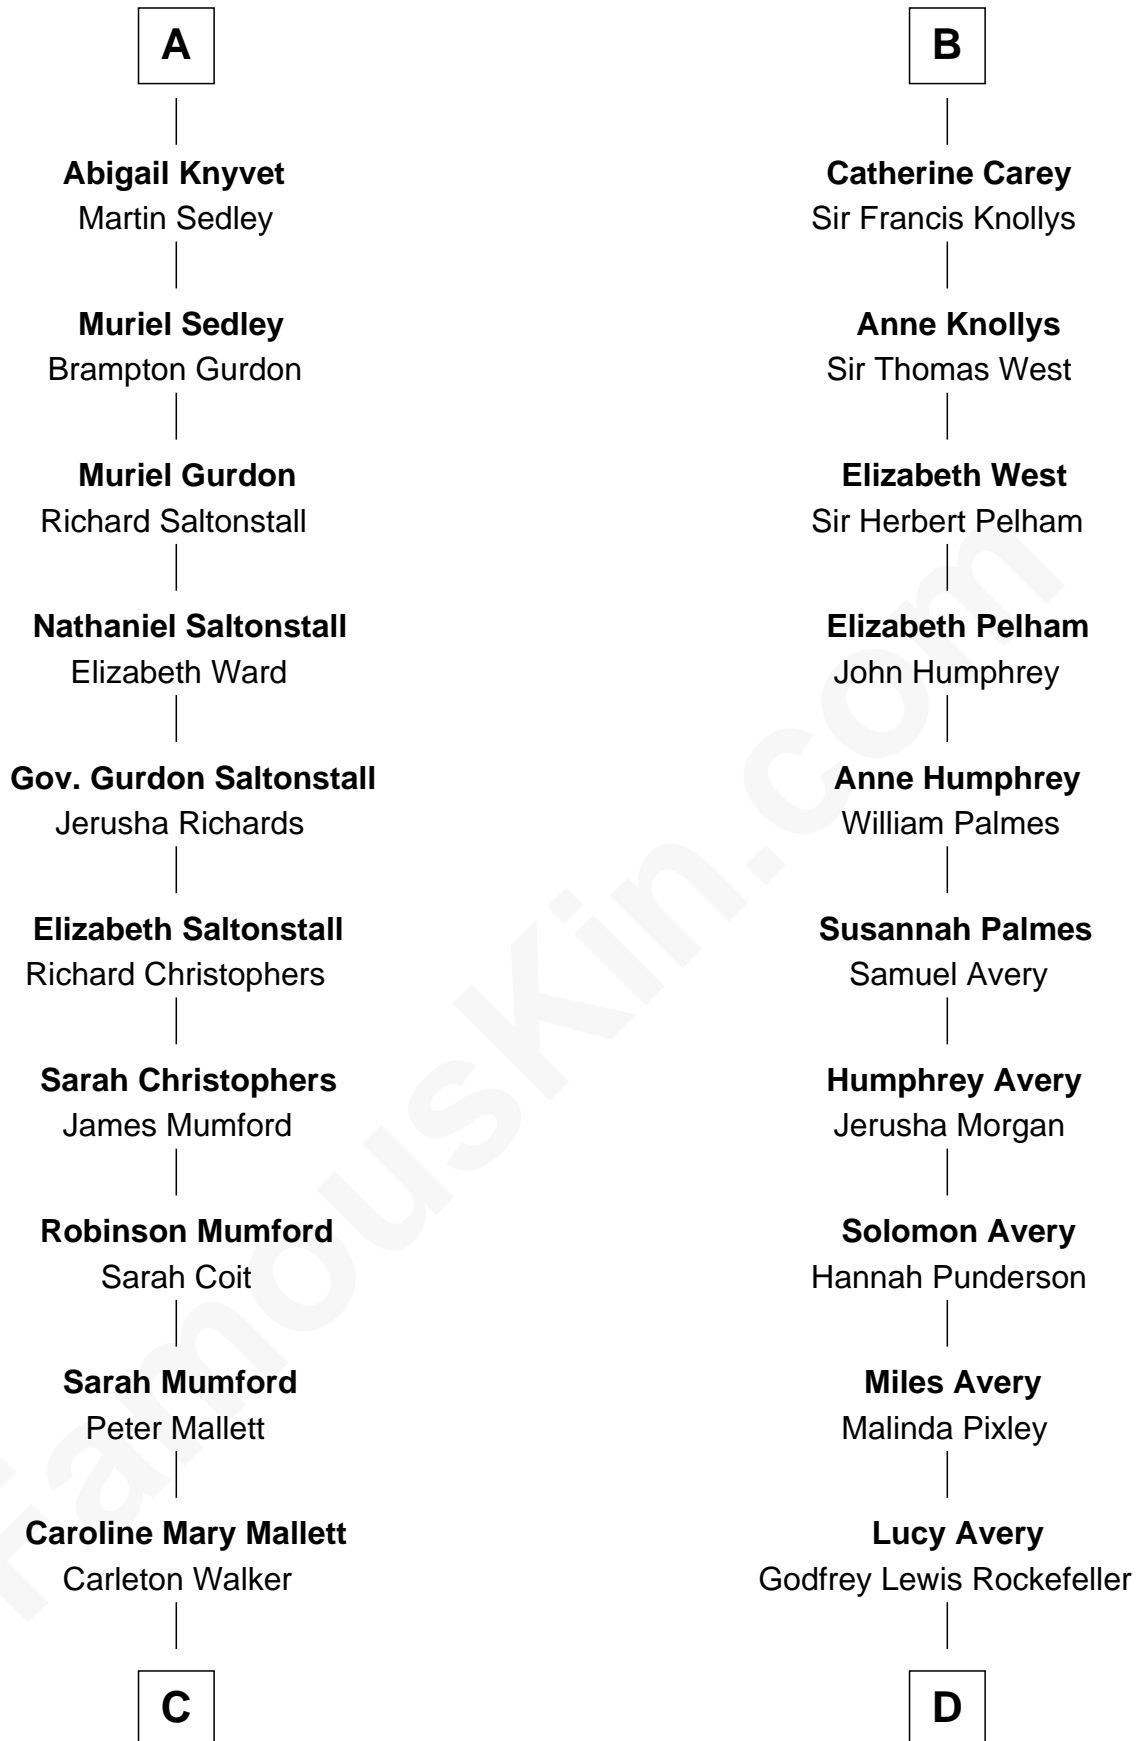 A
Abigail Knyvet
Martin Sedley
Muriel Sedley
Brampton Gurdon
Muriel Gurdon
Richard Saltonstall
Nathaniel Saltonstall
Elizabeth Ward
Gov. Gurdon Saltonstall
Jerusha Richards
Elizabeth Saltonstall
Richard Christophers
Sarah Christophers
James Mumford
Robinson Mumford
Sarah Coit
Sarah Mumford
Peter Mallett
Caroline Mary Mallett
Carleton Walker
C
B
Catherine Carey
Sir Francis Knollys
Anne Knollys
Sir Thomas West
Elizabeth West
Sir Herbert Pelham
Elizabeth Pelham
John Humphrey
Anne Humphrey
William Palmes
Susannah Palmes
Samuel Avery
Humphrey Avery
Jerusha Morgan
Solomon Avery
Hannah Punderson
Miles Avery
Malinda Pixley
Lucy Avery
Godfrey Lewis Rockefeller
D
FamousKin.com